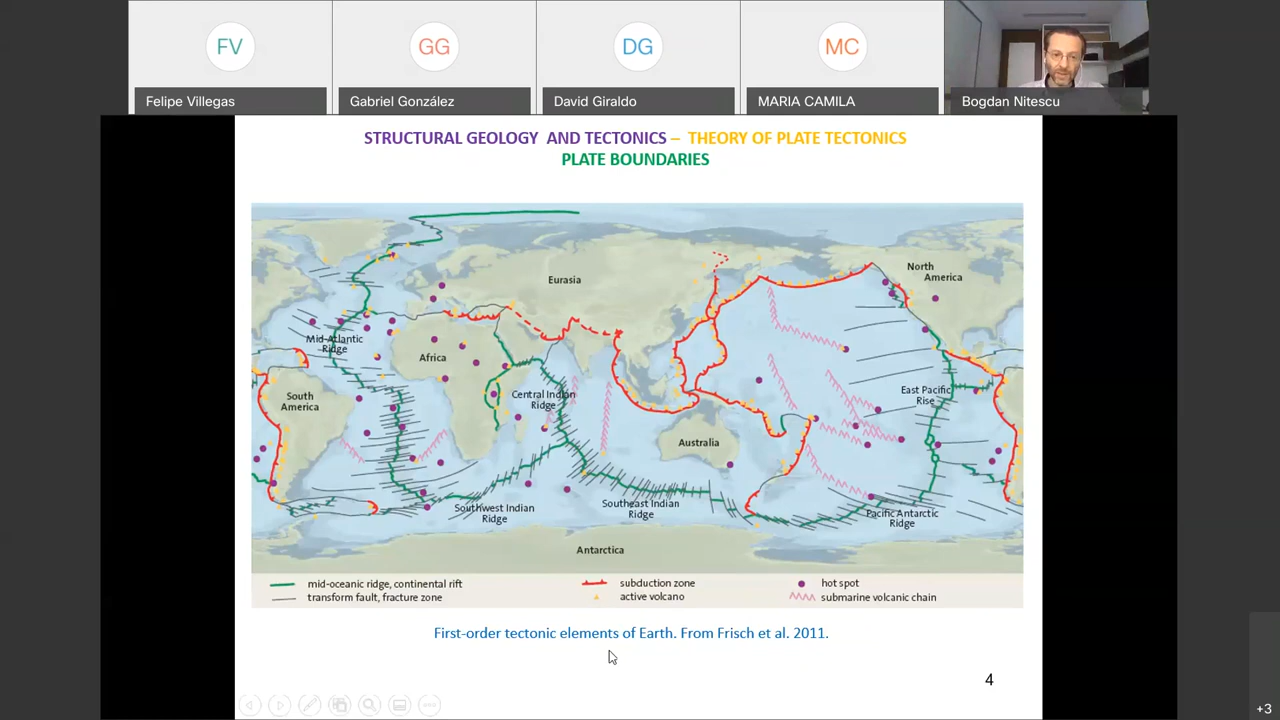 FV
GG
DG
MC
Felipe Villegas
Gabriel González
David Giraldo
MARIA CAMILA
Bogdan Nitescu
STRUCTURAL GEOLOGY AND TECTONICS – THEORY OF PLATE TECTONICS
PLATE BOUNDARIES
North
America
Eurasia
Mid-Atlantic
Ridge
Africa
South
America
Central Indian
Ridge
East Pacific
Rise
Australia
Southwest Indian
Ridge
Southeast Indian
Ridge
Pacific Antarctic
Ridge
Antarctica
mid-oceanic ridge, continental rift
transform fault, fracture zone
subduction zone
active volcano
hot spot
submarine volcanic chain
First-order tectonic elements of Earth. From Frisch et al. 2011.
4
+3